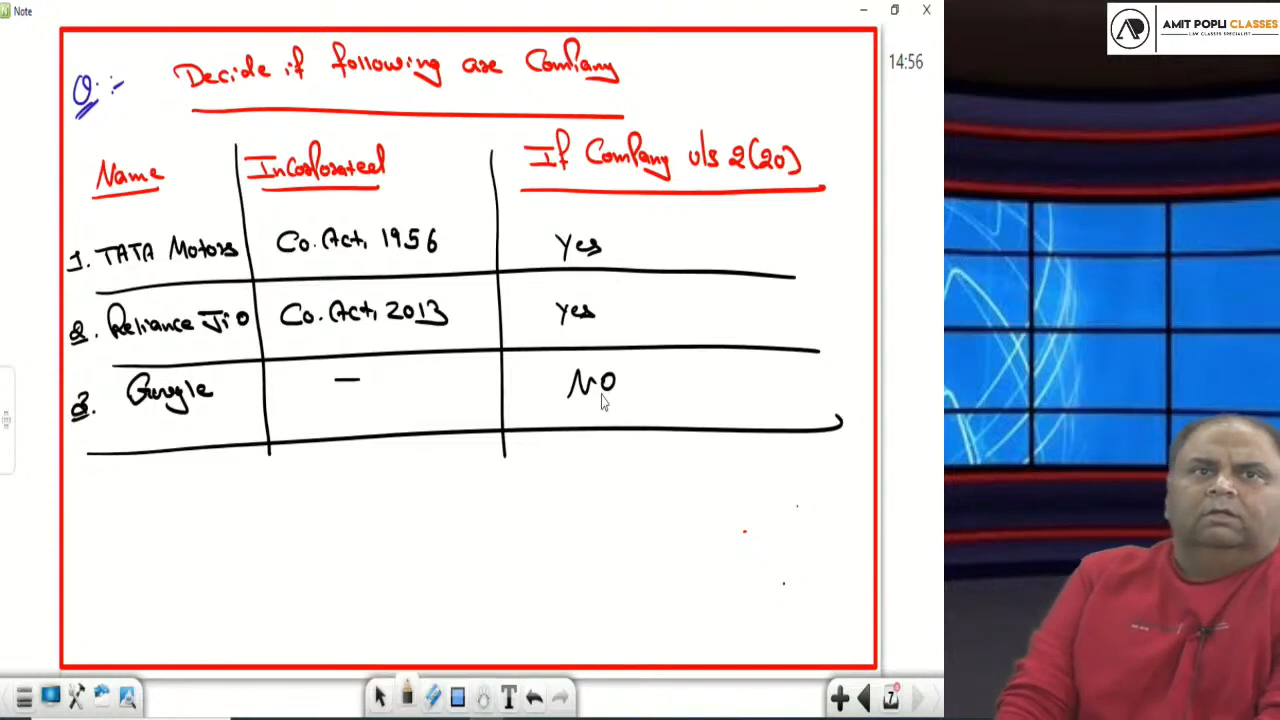 Note
AMIT POPLI CLASSES
LAW CLASSES SPECIALIST
14:56
Q:- Decide if following are Company
Name Incorporated If Company u/s 2(20)
1. TATA Motors Co. Act, 1956 Yes
2. Reliance Jio Co. Act, 2013 Yes
3. Google — NO
7